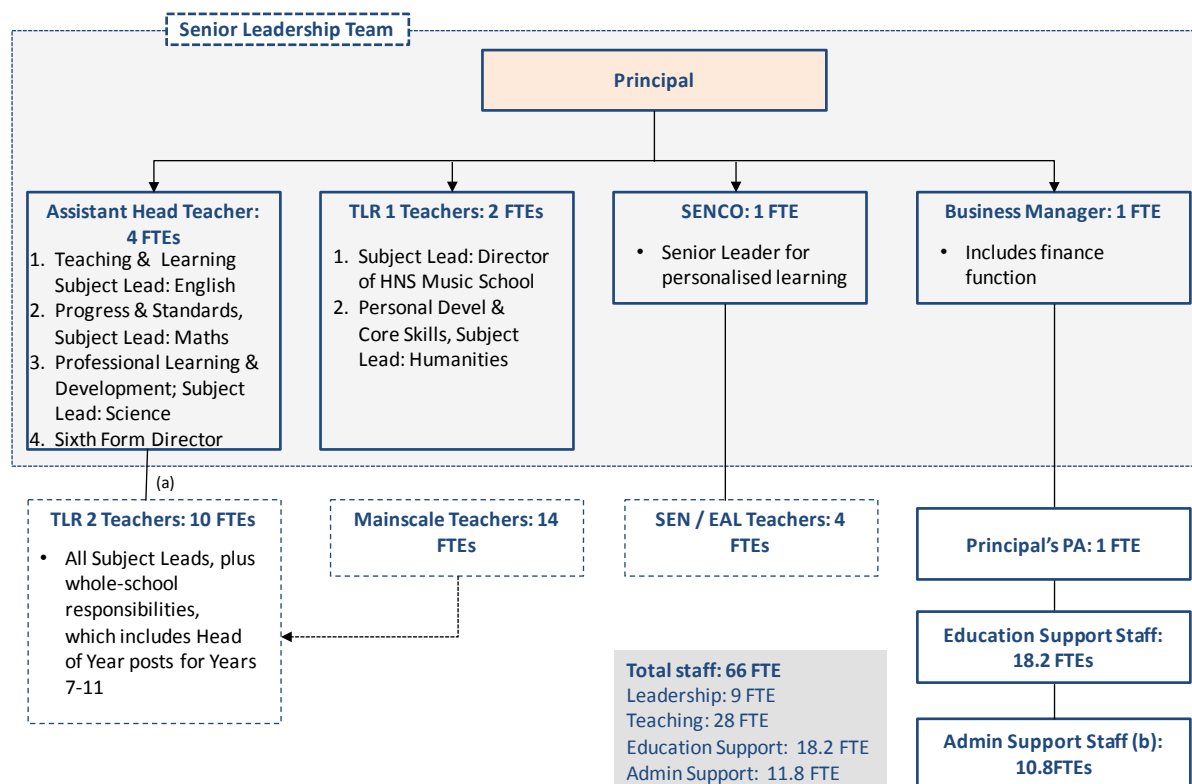 Senior Leadership Team
Principal
Assistant Head Teacher:
4 FTEs
1. Teaching & Learning
Subject Lead: English
2. Progress & Standards,
Subject Lead: Maths
3. Professional Learning &
Development; Subject
Lead: Science
4. Sixth Form Director
TLR 1 Teachers: 2 FTEs
1. Subject Lead: Director
of HNS Music School
2. Personal Devel &
Core Skills, Subject
Lead: Humanities
SENCO: 1 FTE
• Senior Leader for
personalised learning
Business Manager: 1 FTE
• Includes finance
function
(a)
TLR 2 Teachers: 10 FTEs
• All Subject Leads, plus
whole-school
responsibilities,
which includes Head
of Year posts for Years
7-11
Mainscale Teachers: 14
FTEs
SEN / EAL Teachers: 4
FTEs
Principal's PA: 1 FTE
Education Support Staff:
18.2 FTEs
Admin Support Staff (b):
10.8FTEs
Total staff: 66 FTE
Leadership: 9 FTE
Teaching: 28 FTE
Education Support: 18.2 FTE
Admin Support: 11.8 FTE